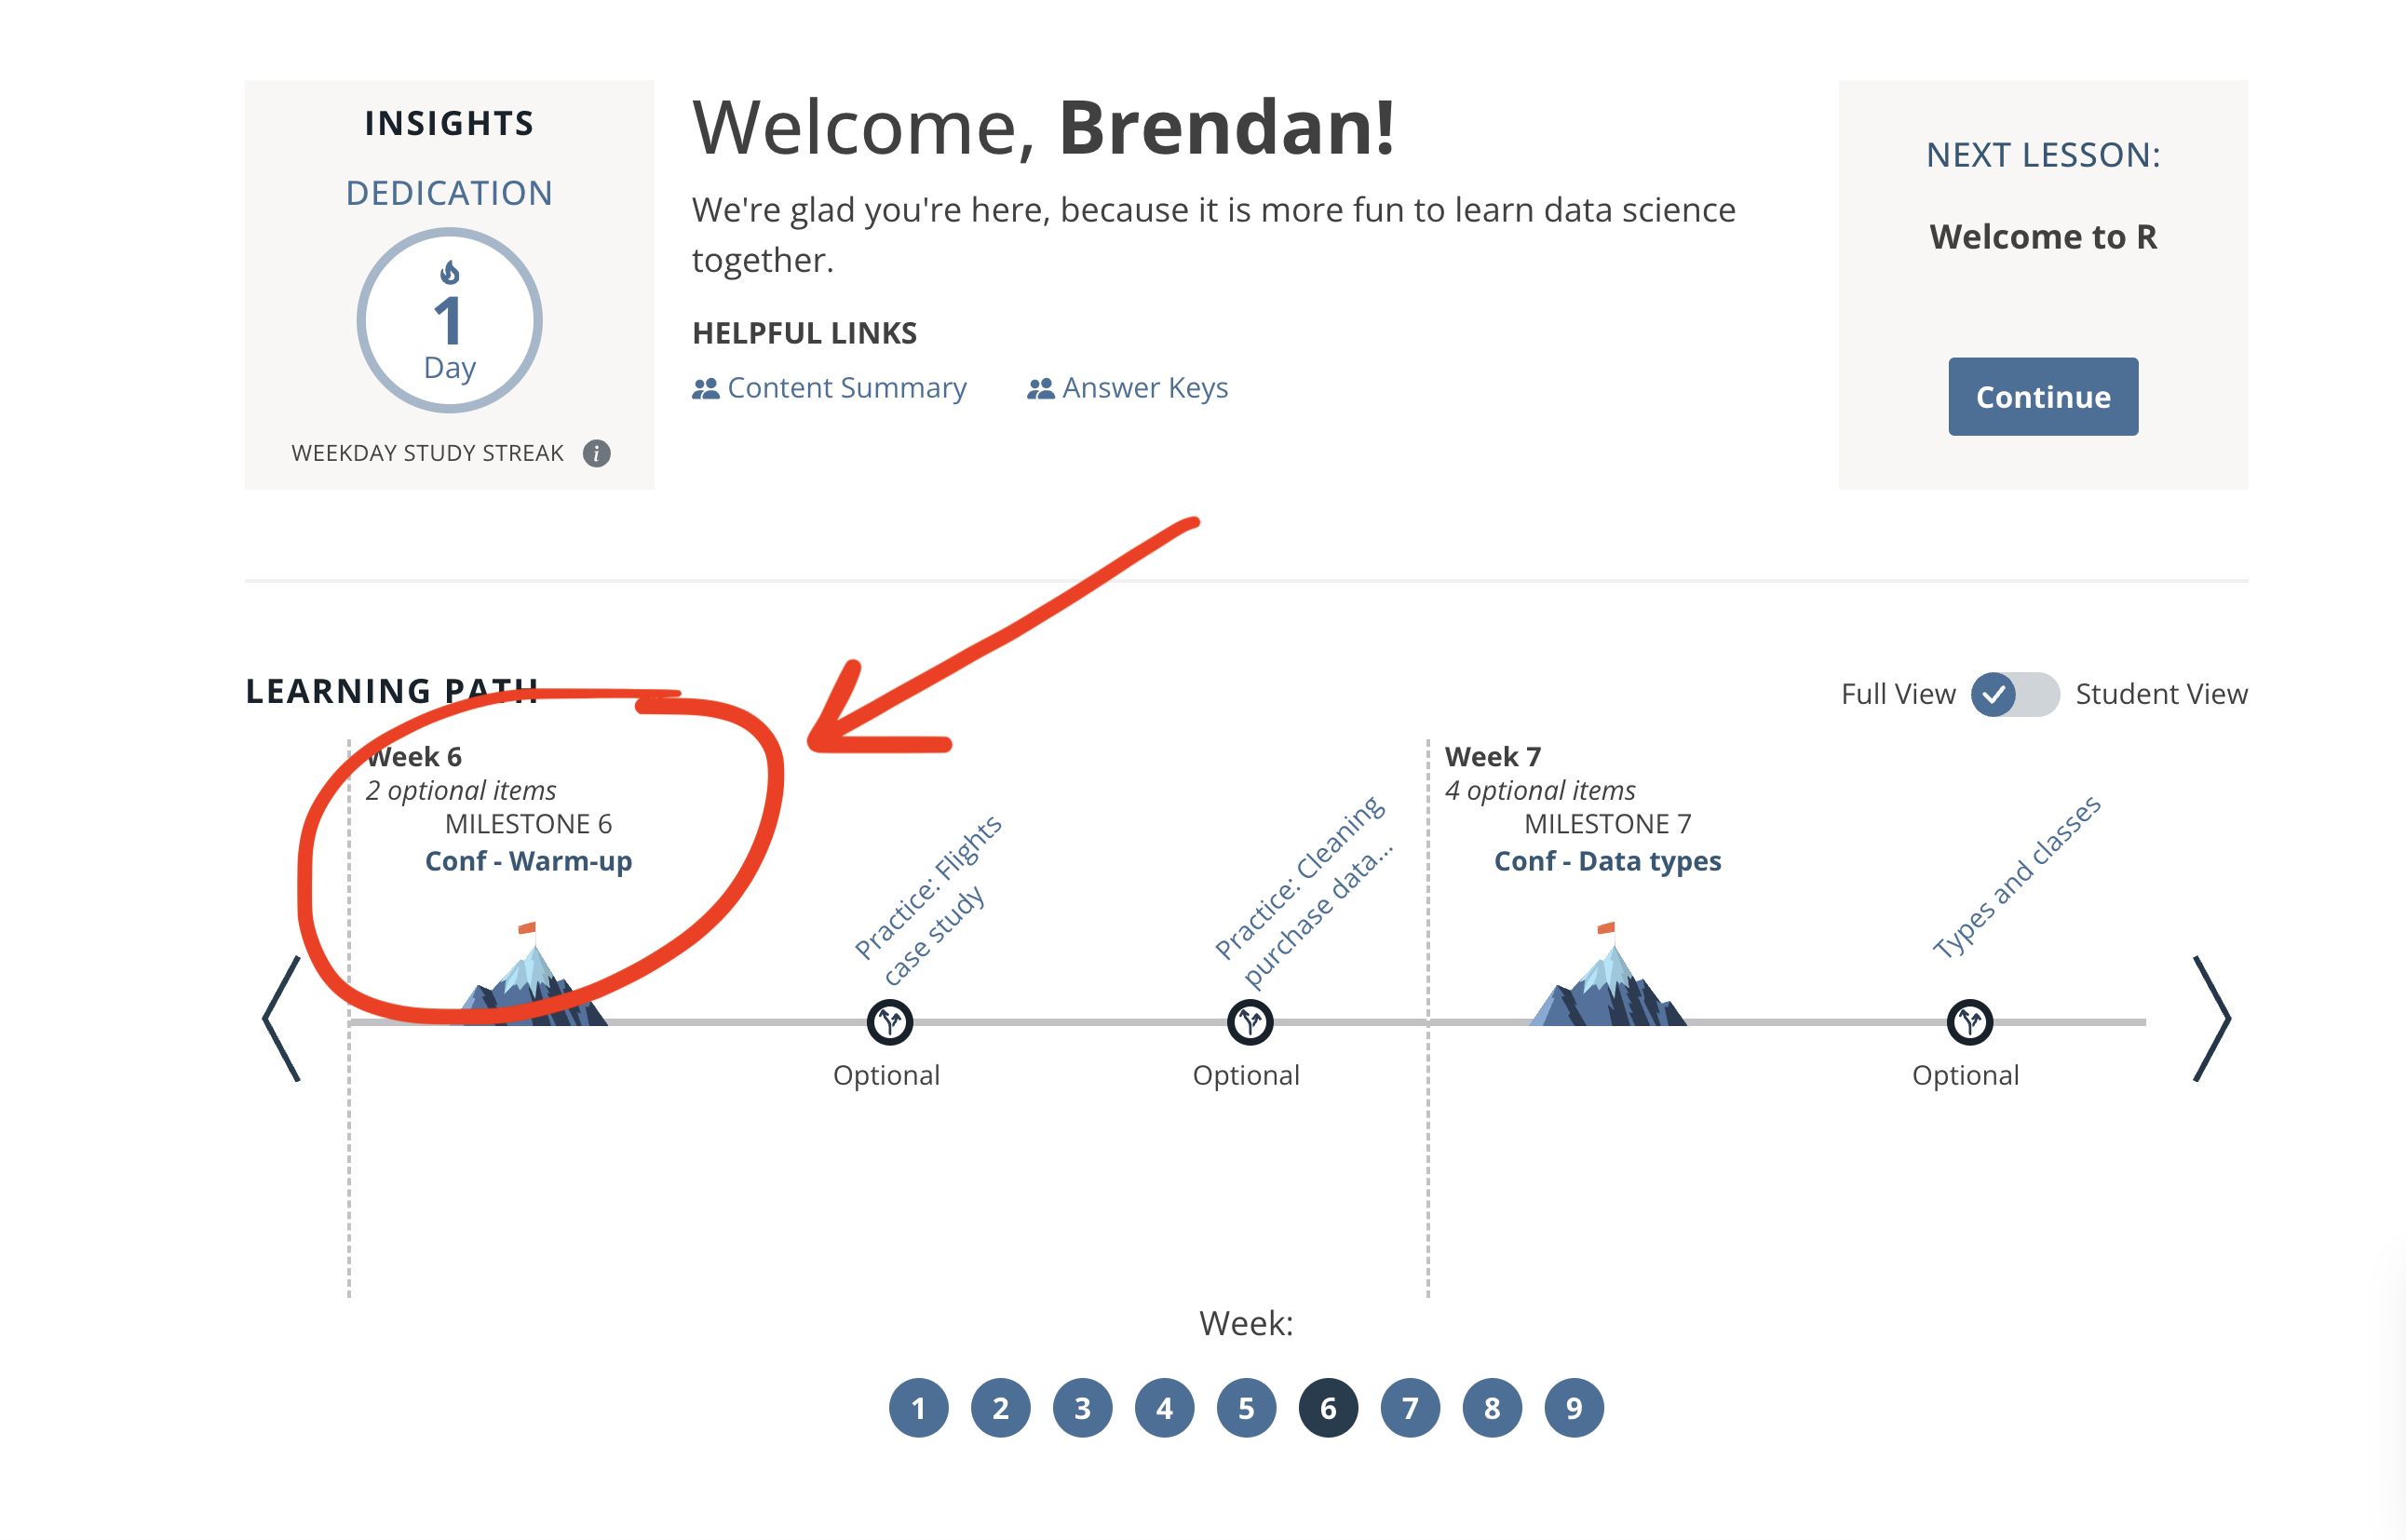 INSIGHTS
DEDICATION
1
Day
WEEKDAY STUDY STREAK i
Welcome, Brendan!
We're glad you're here, because it is more fun to learn data science
together.
HELPFUL LINKS
Content Summary Answer Keys
NEXT LESSON:
Welcome to R
Continue
LEARNING PATH
Full View Student View
Week 6
2 optional items
MILESTONE 6
Conf - Warm-up
Practice: Flights
case study
Optional
Practice: Cleaning
purchase data...
Optional
Week 7
4 optional items
MILESTONE 7
Conf - Data types
Types and classes
Optional
Week:
1 2 3 4 5 6 7 8 9